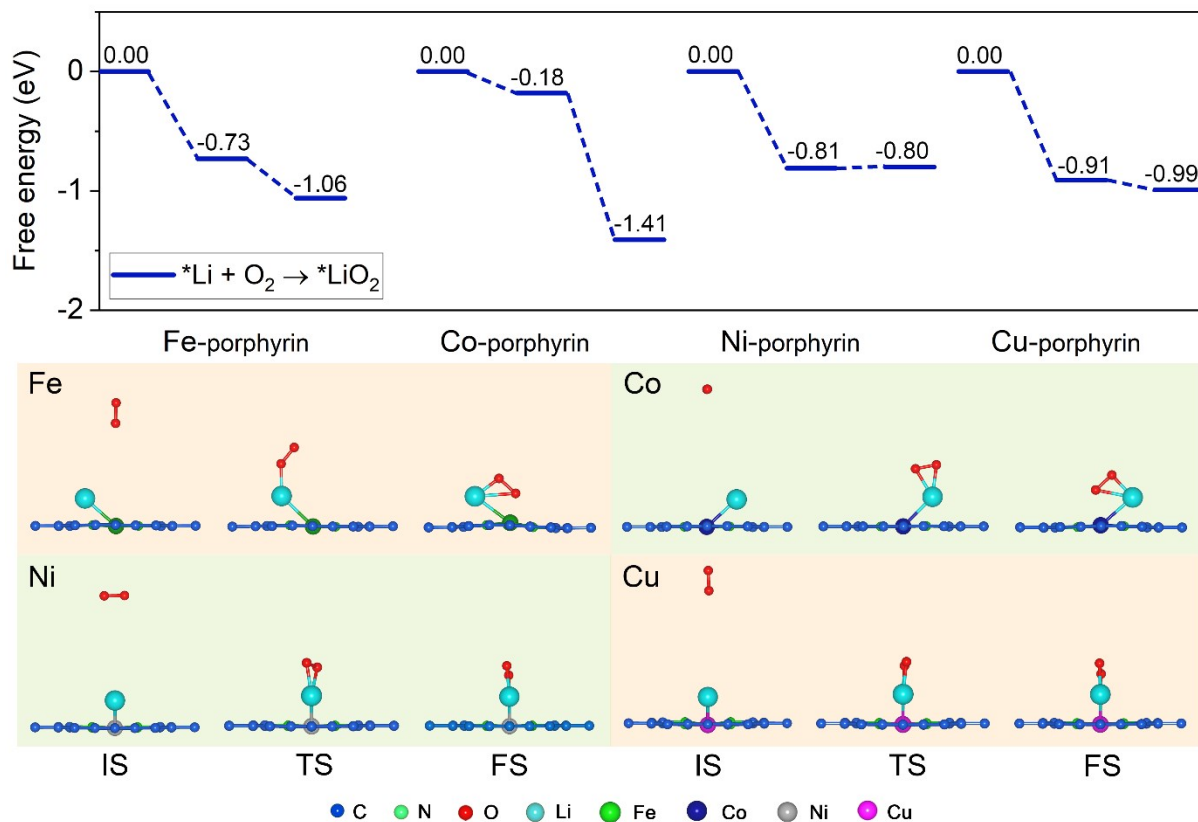 Free energy (eV)
0
-1
-2
0.00
-0.73
-1.06
0.00
-0.18
-1.41
0.00
-0.81
-0.80
0.00
-0.91
-0.99
*Li + O₂ → *LiO₂
Fe-porphyrin Co-porphyrin Ni-porphyrin Cu-porphyrin
Fe
Co
Ni
Cu
IS TS FS IS TS FS
C N O Li Fe Co Ni Cu